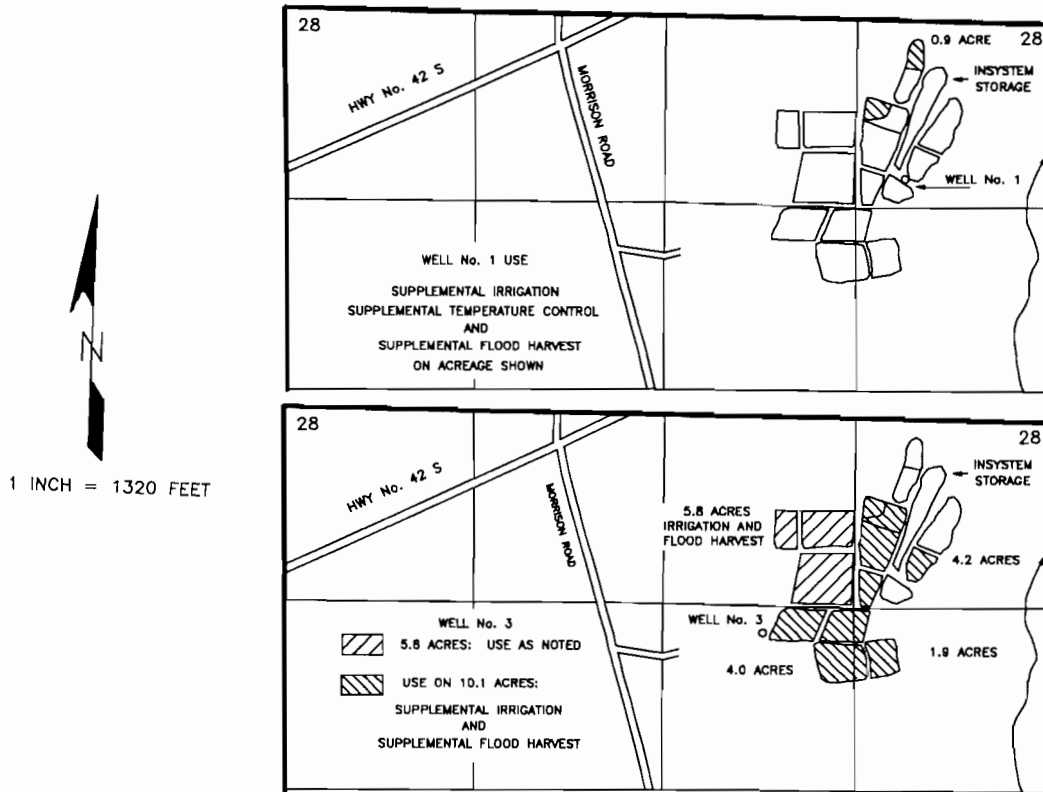 28
28
0.9 ACRE
INSYSTEM
STORAGE
HWY No. 42 S
MORRISON ROAD
WELL No. 1
WELL No. 1 USE
SUPPLEMENTAL IRRIGATION
SUPPLEMENTAL TEMPERATURE CONTROL
AND
SUPPLEMENTAL FLOOD HARVEST
ON ACREAGE SHOWN
N
1 INCH = 1320 FEET
28
28
HWY No. 42 S
MORRISON ROAD
INSYSTEM
STORAGE
5.8 ACRES
IRRIGATION AND
FLOOD HARVEST
4.2 ACRES
WELL No. 3
WELL No. 3
5.8 ACRES: USE AS NOTED
4.0 ACRES
1.9 ACRES
USE ON 10.1 ACRES:
SUPPLEMENTAL IRRIGATION
AND
SUPPLEMENTAL FLOOD HARVEST